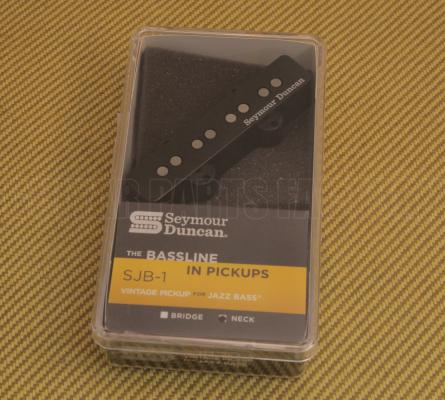 Seymour Duncan
Seymour
Duncan®
THE BASSLINE
IN PICKUPS
SJB-1
VINTAGE PICKUP FOR JAZZ BASS®
BRIDGE NECK